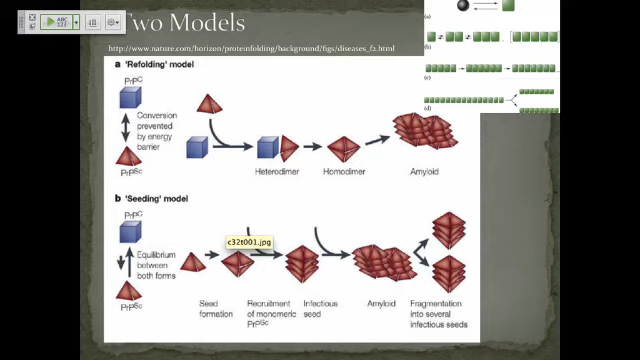 ABC
123
Two Models
http://www.nature.com/horizon/proteinfolding/background/figs/diseases_f2.html
(a)
(b)
(c)
(d)
a 'Refolding' model
PrPC
Conversion
prevented
by energy
barrier
PrPSc
Heterodimer
Homodimer
Amyloid
b 'Seeding' model
PrPC
c32t001.jpg
Equilibrium
between
both forms
PrPSc
Seed
formation
Recruitment
of monomeric
PrPSc
Infectious
seed
Amyloid
Fragmentation
into several
infectious seeds